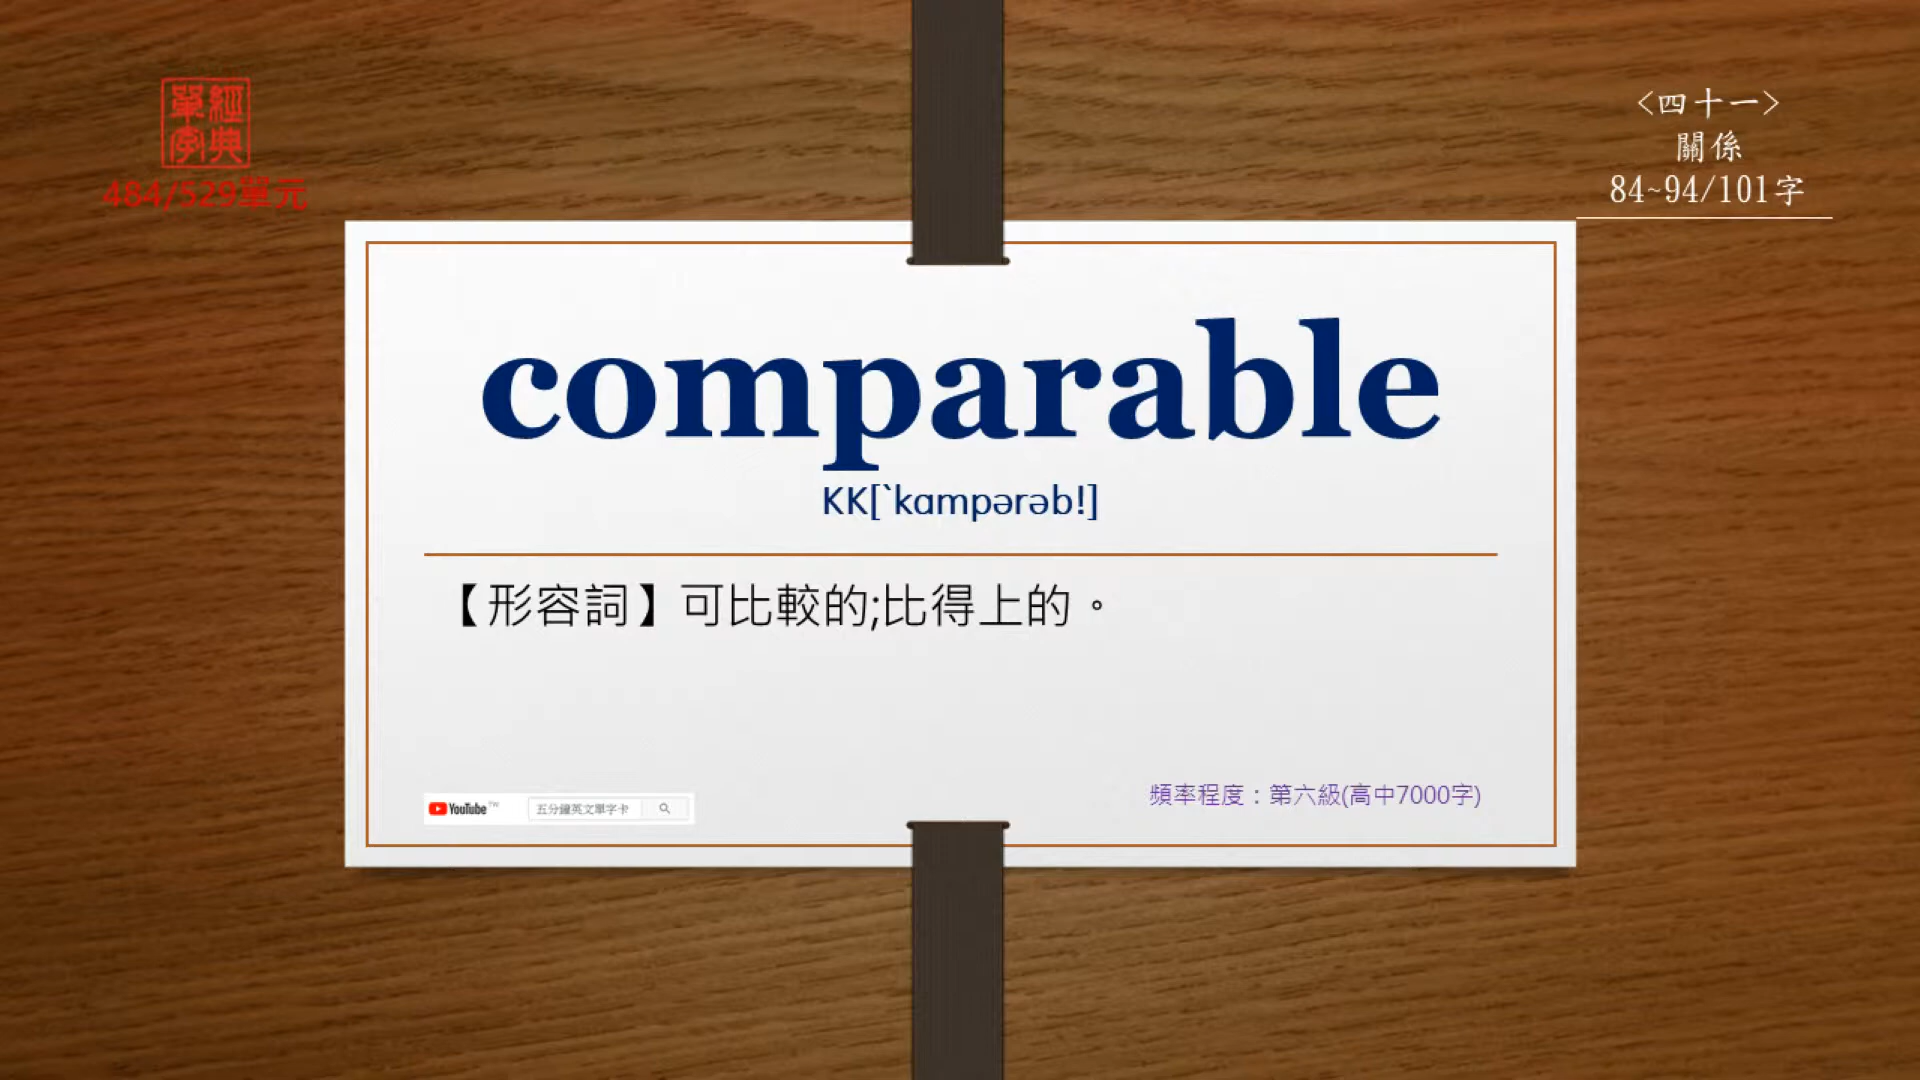 經典單字
484/529單元
<四十一>
關係
84~94/101字
comparable
KK[`kɑmpərəb!]
【形容詞】可比較的;比得上的。
YouTube TW
五分鐘英文單字卡
頻率程度：第六級(高中7000字)